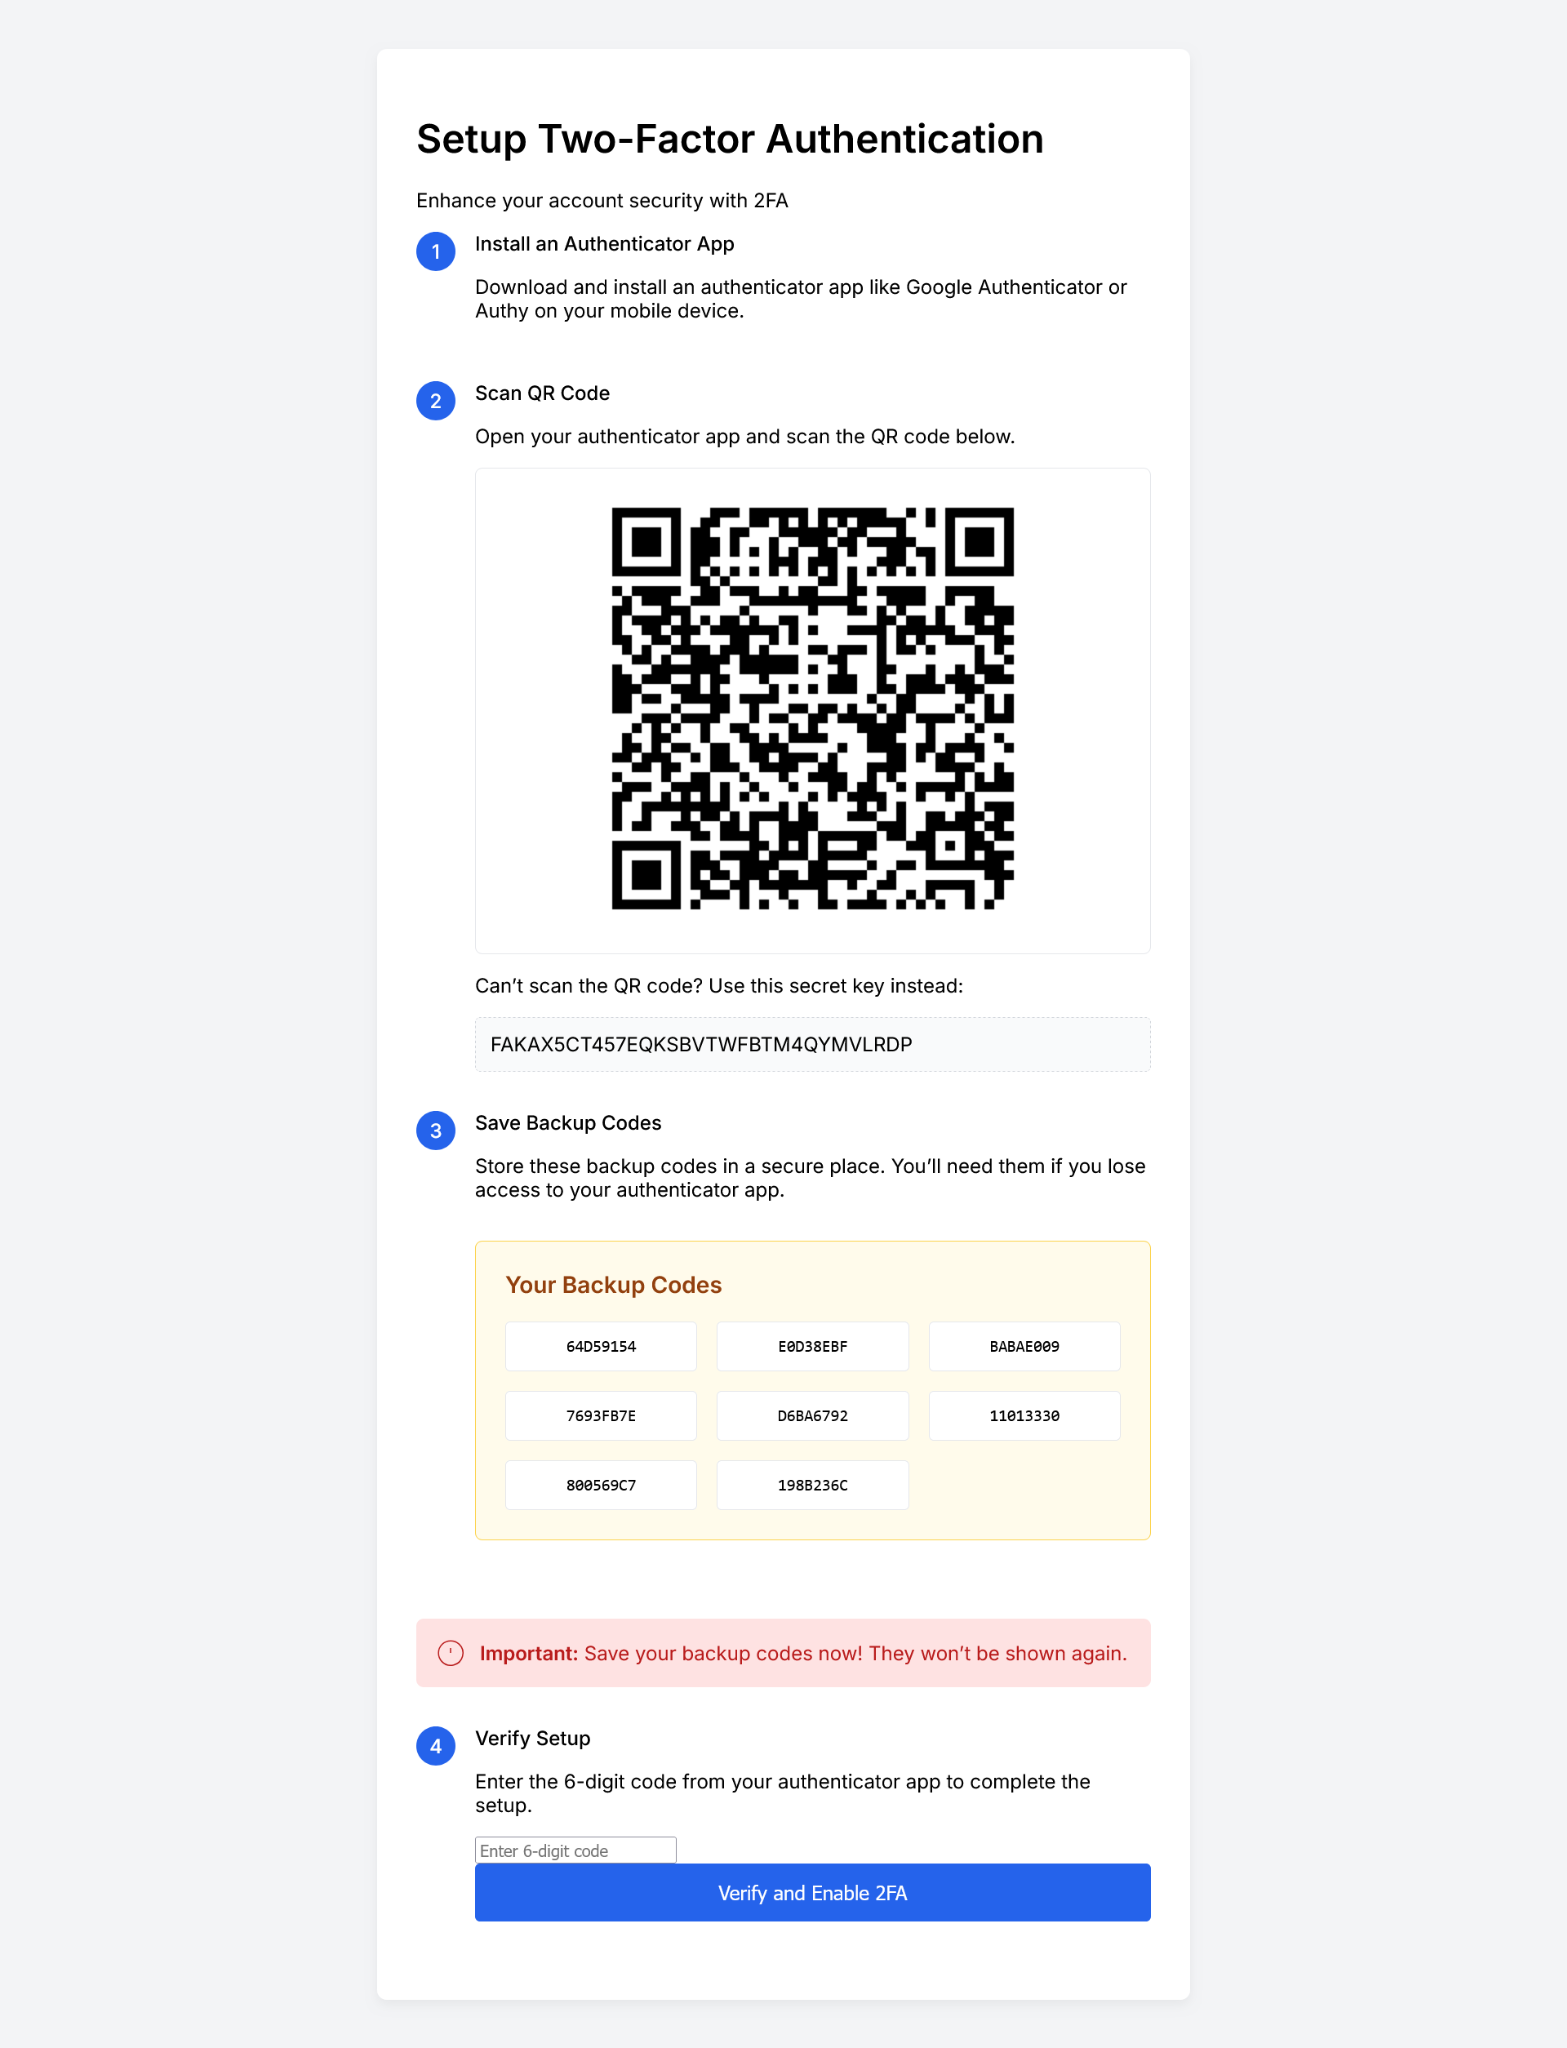 Setup Two-Factor Authentication
Enhance your account security with 2FA
1
Install an Authenticator App
Download and install an authenticator app like Google Authenticator or
Authy on your mobile device.
2
Scan QR Code
Open your authenticator app and scan the QR code below.
Can't scan the QR code? Use this secret key instead:
FAKAX5CT457EQKSBVTWFBTM4QYMVLRDP
3
Save Backup Codes
Store these backup codes in a secure place. You'll need them if you lose
access to your authenticator app.
Your Backup Codes
64D59154 E0D38EBF BABAE009
7693FB7E D6BA6792 11013330
800569C7 198B236C
Important: Save your backup codes now! They won't be shown again.
4
Verify Setup
Enter the 6-digit code from your authenticator app to complete the
setup.
Enter 6-digit code
Verify and Enable 2FA